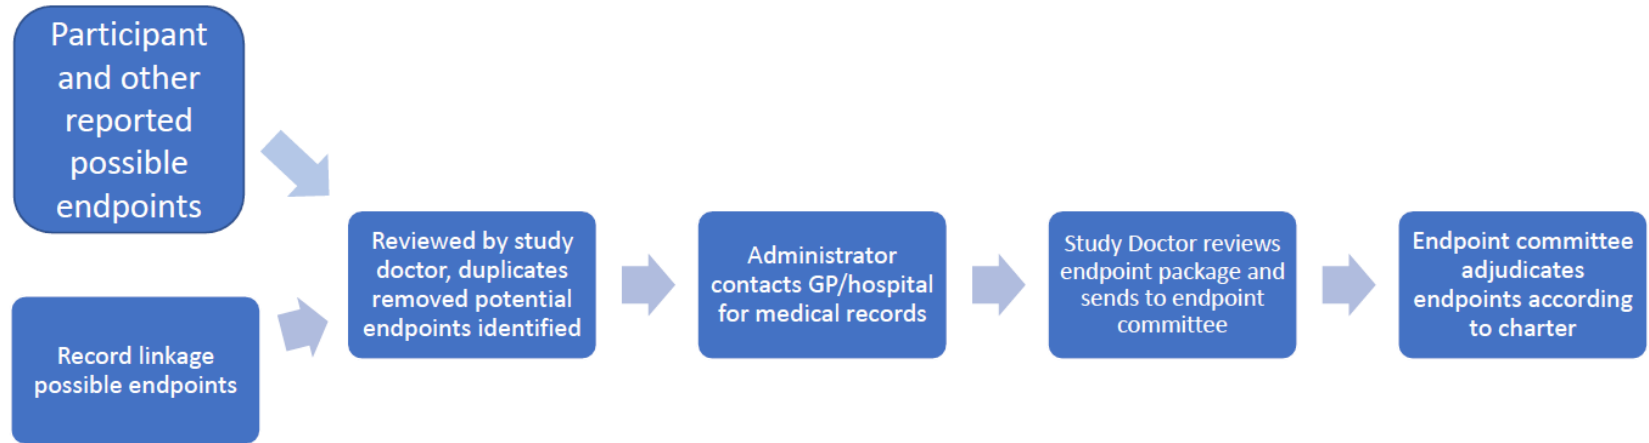 Participant
and other
reported
possible
endpoints
Record linkage
possible endpoints
Reviewed by study
doctor, duplicates
removed potential
endpoints identified
Administrator
contacts GP/hospital
for medical records
Study Doctor reviews
endpoint package and
sends to endpoint
committee
Endpoint committee
adjudicates
endpoints according
to charter